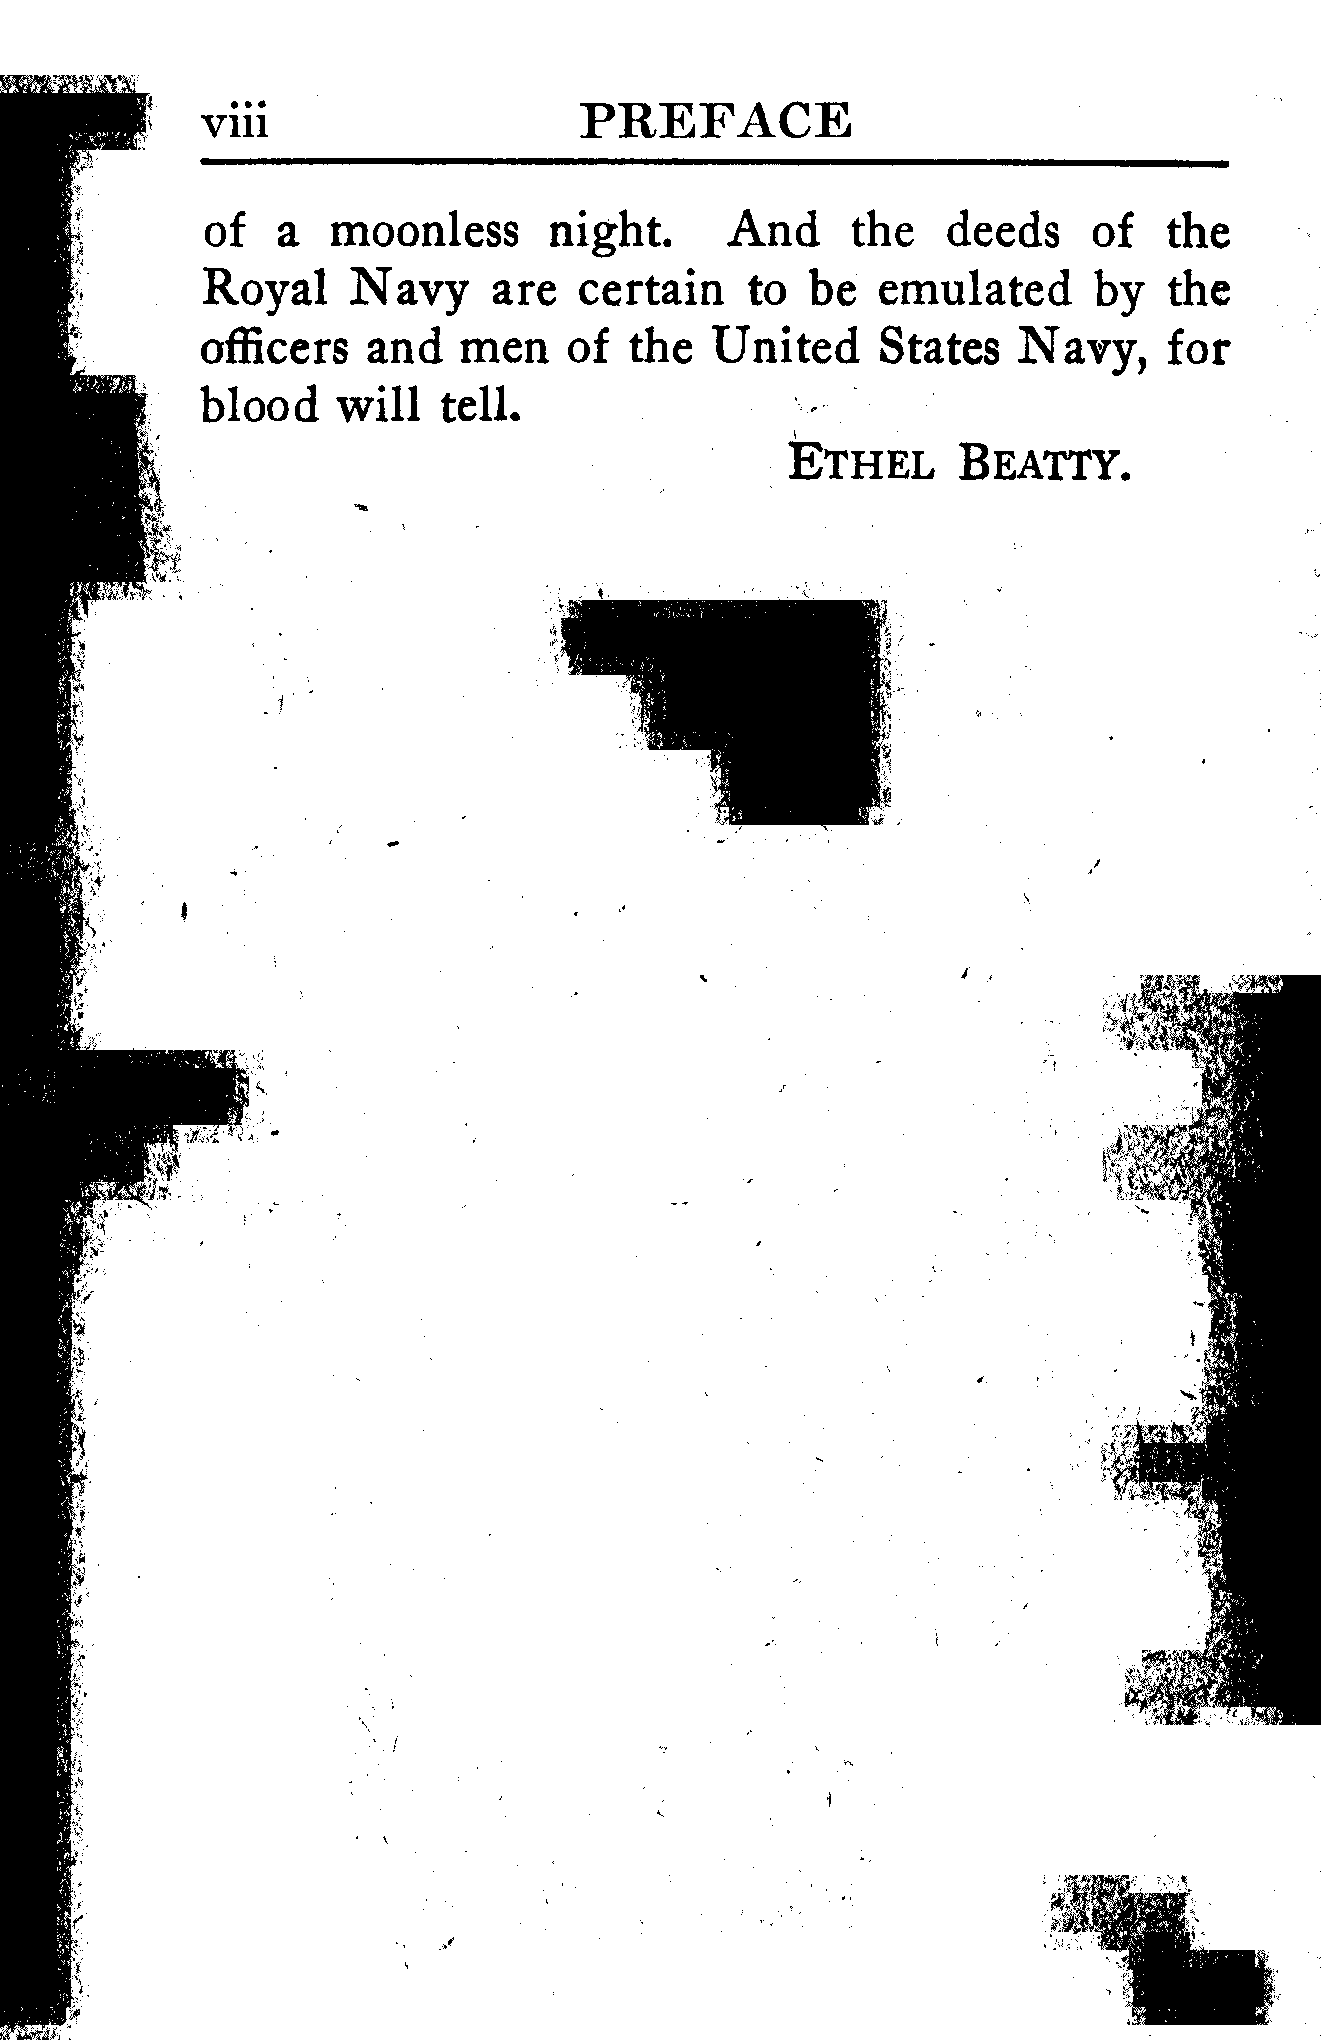 viii PREFACE
of a moonless night. And the deeds of the
Royal Navy are certain to be emulated by the
officers and men of the United States Navy, for
blood will tell.
ETHEL BEATTY.